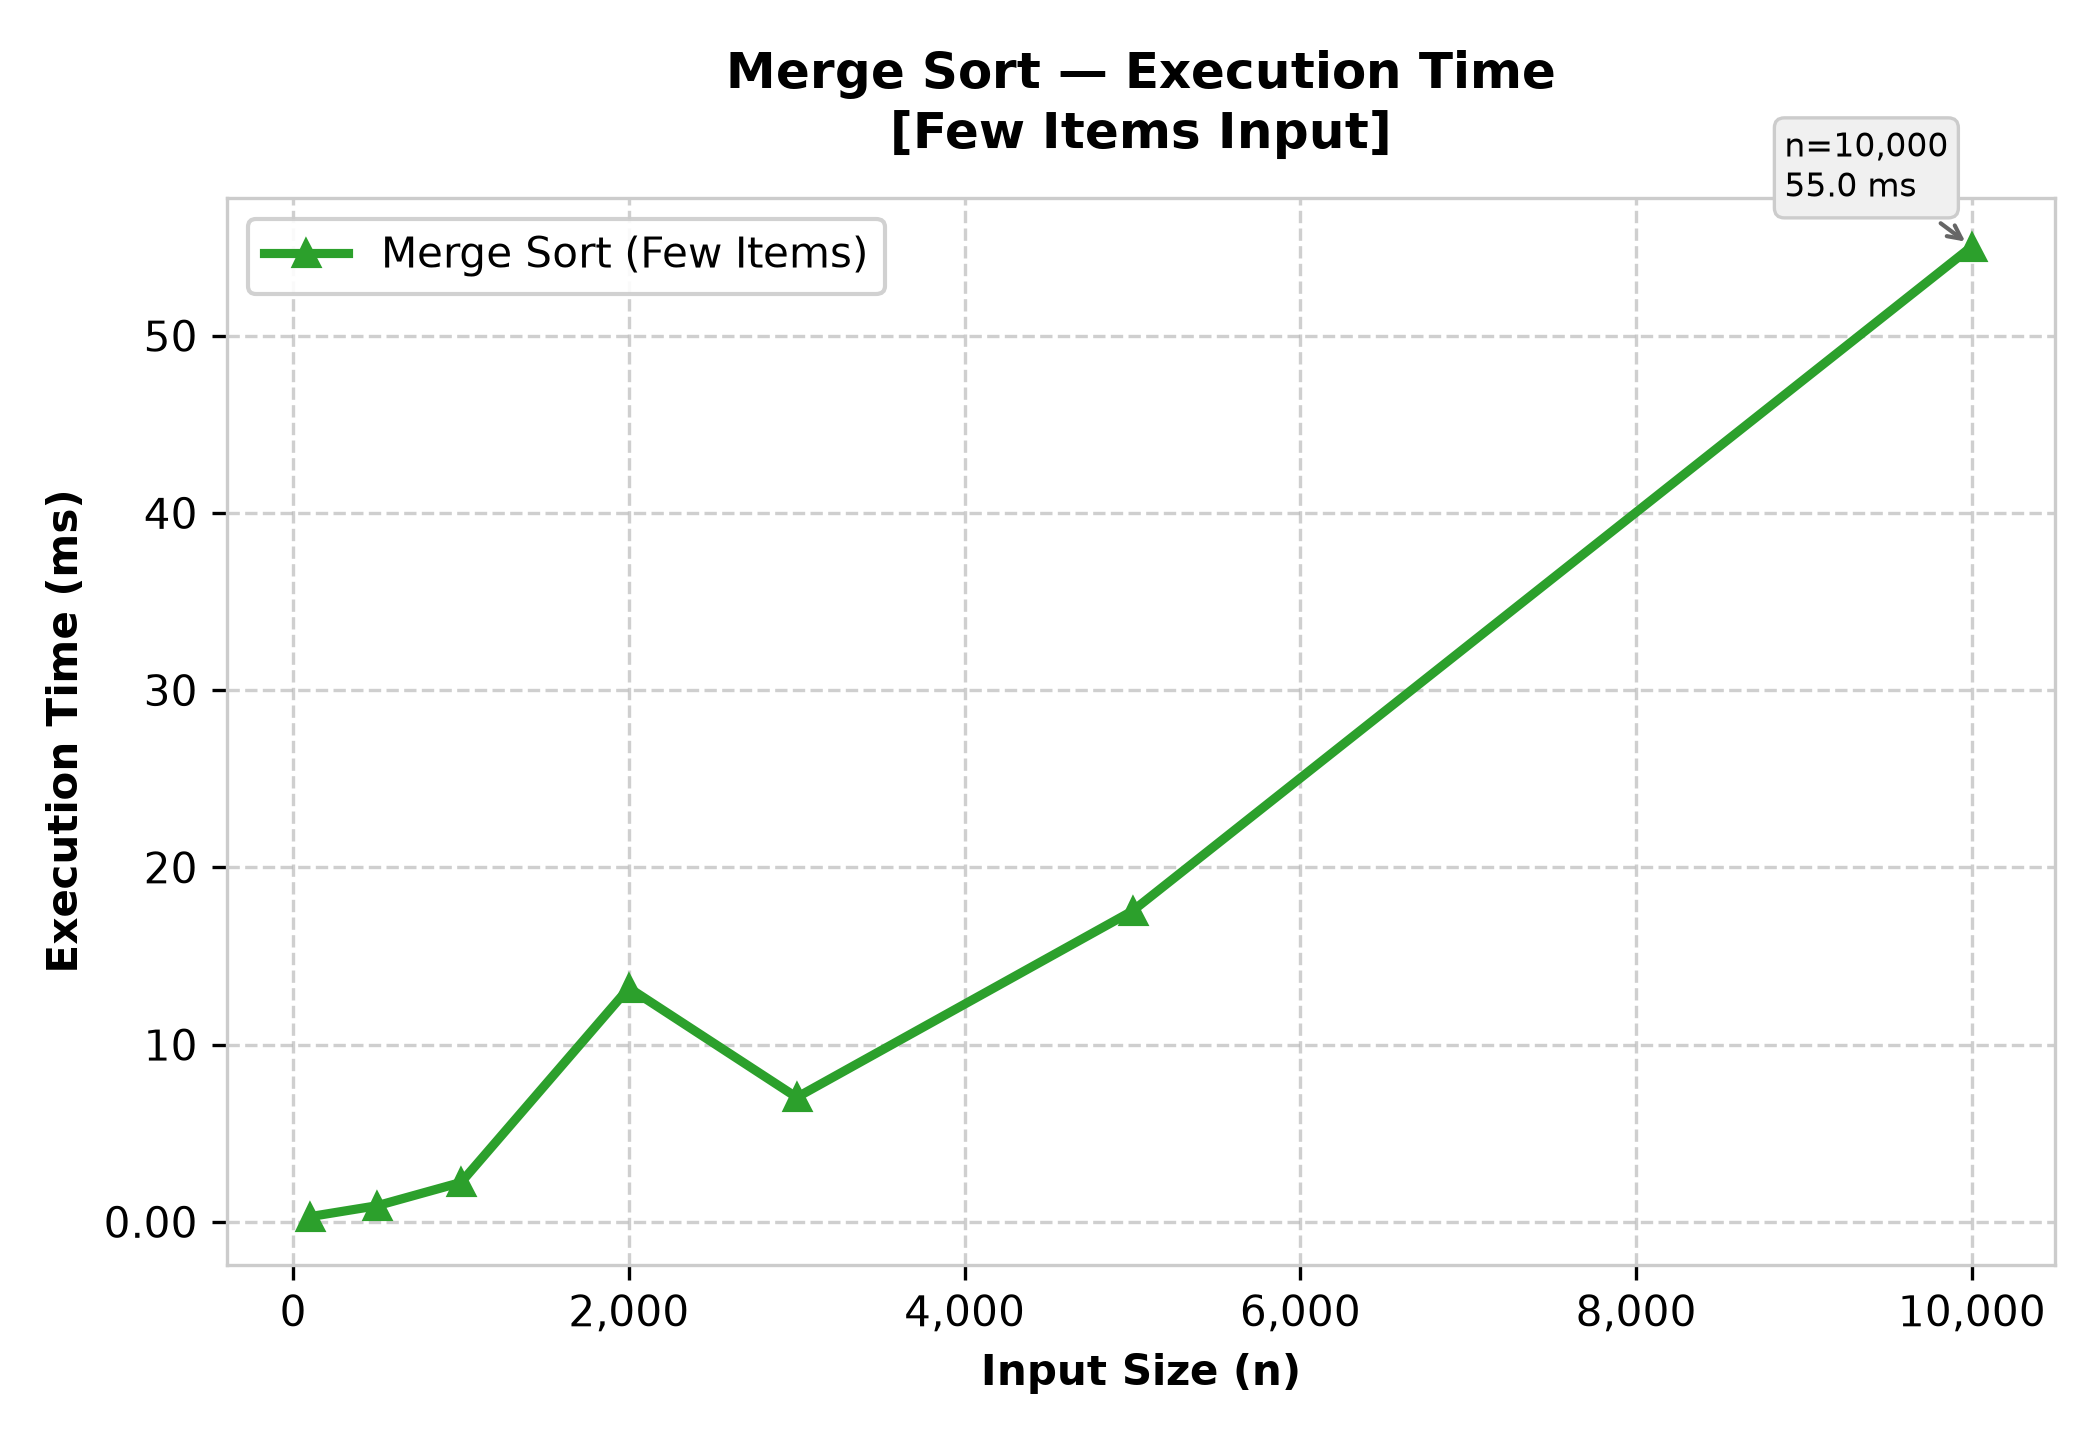 Merge Sort — Execution Time
[Few Items Input]
n=10,000
55.0 ms
Merge Sort (Few Items)
50
40
30
20
10
0.00
Execution Time (ms)
0
2,000
4,000
6,000
8,000
10,000
Input Size (n)